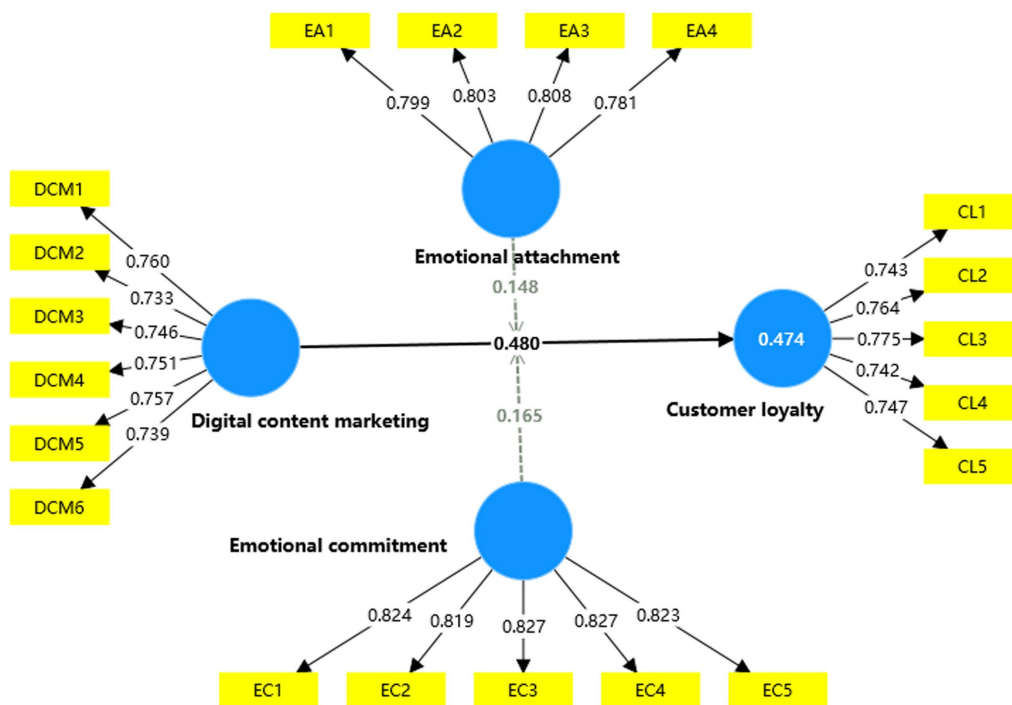 EA1 EA2 EA3 EA4
0.799 0.803 0.808 0.781
DCM1
DCM2
DCM3
DCM4
DCM5
DCM6
0.760
0.733
0.746
0.751
0.757
0.739
Digital content marketing
Emotional attachment
0.148
0.480
0.165
Emotional commitment
0.474
Customer loyalty
0.743
0.764
0.775
0.742
0.747
CL1
CL2
CL3
CL4
CL5
0.824 0.819 0.827 0.827 0.823
EC1 EC2 EC3 EC4 EC5